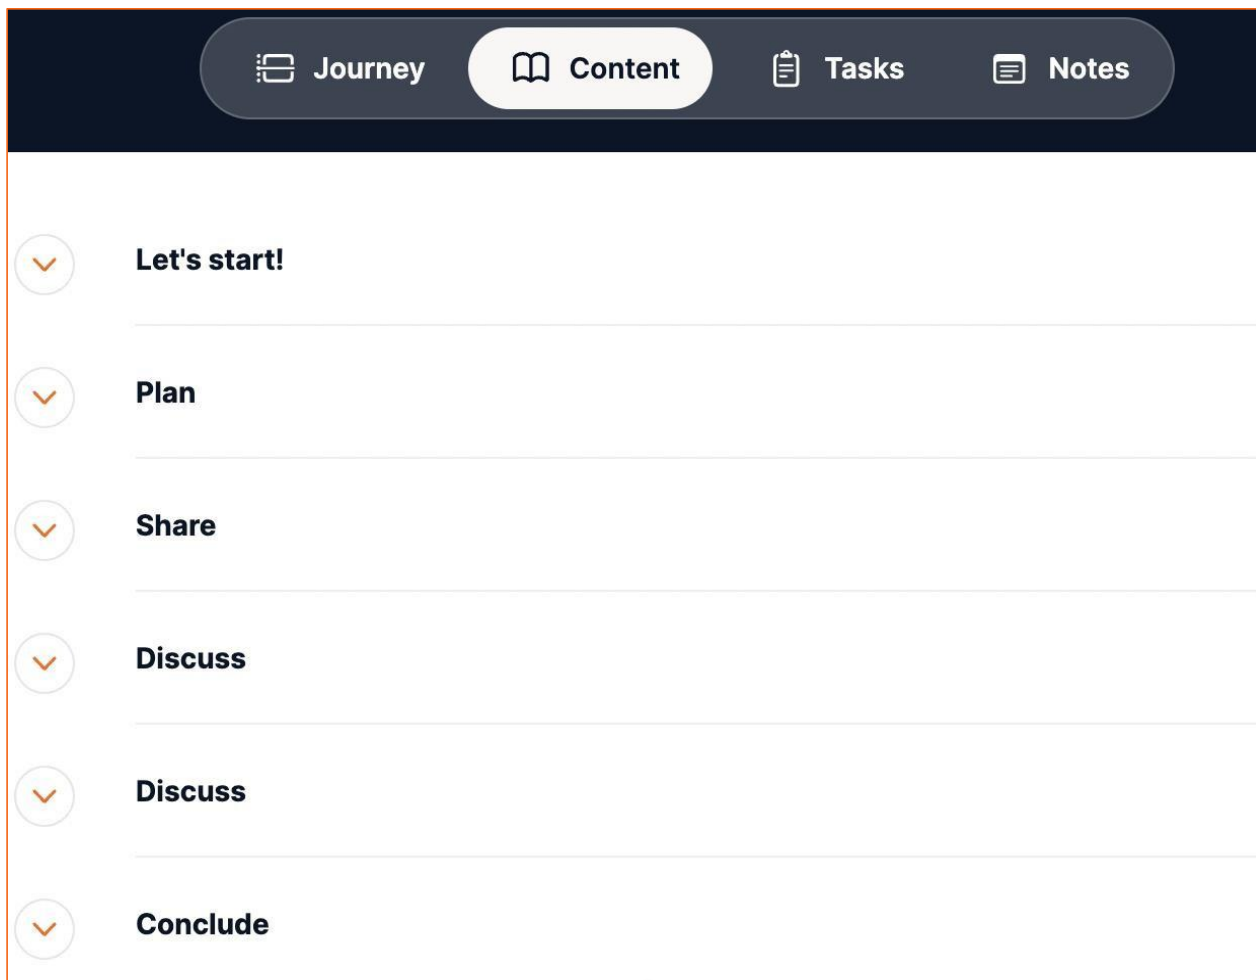 Journey Content Tasks Notes
Let's start!
Plan
Share
Discuss
Discuss
Conclude